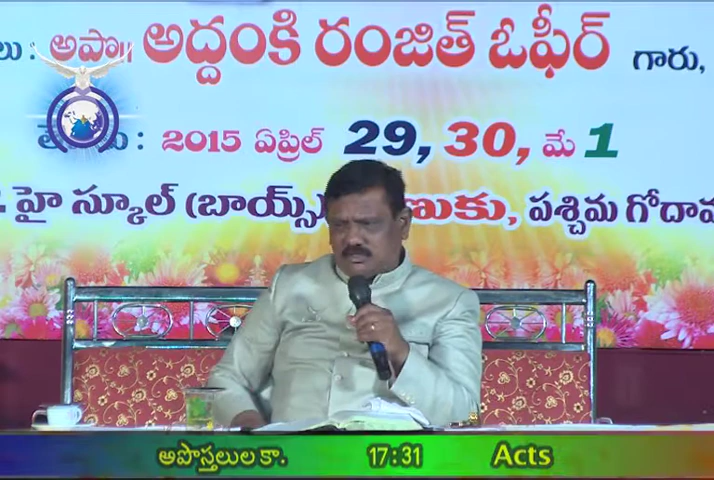 లు : అపొ॥ అద్దంకి రంజిత్ ఓఫీర్ గారు,
: 2015 ఏప్రిల్ 29, 30, మే 1
హై స్కూల్ (బాయ్స్) ణుకు, పశ్చిమ గోదావ
అపొస్తలుల కా. 17:31 Acts